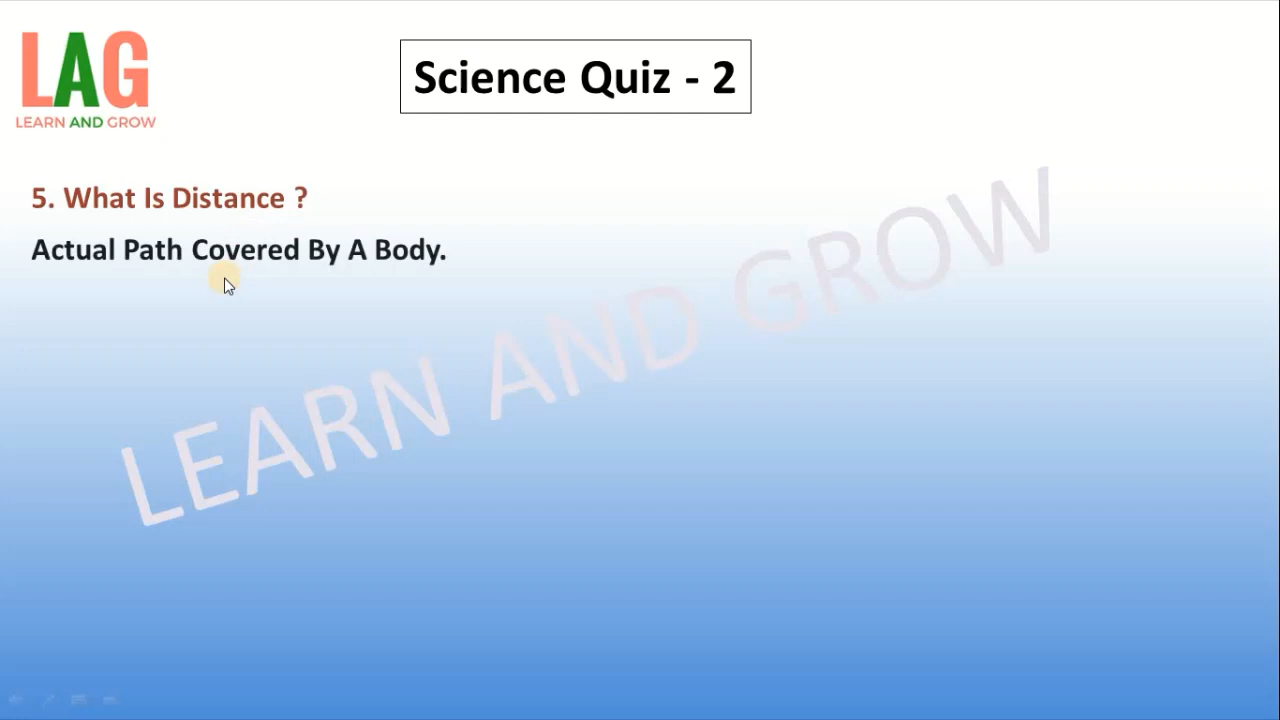 LAG
LEARN AND GROW
Science Quiz - 2
5. What Is Distance ?
Actual Path Covered By A Body.
LEARN AND GROW